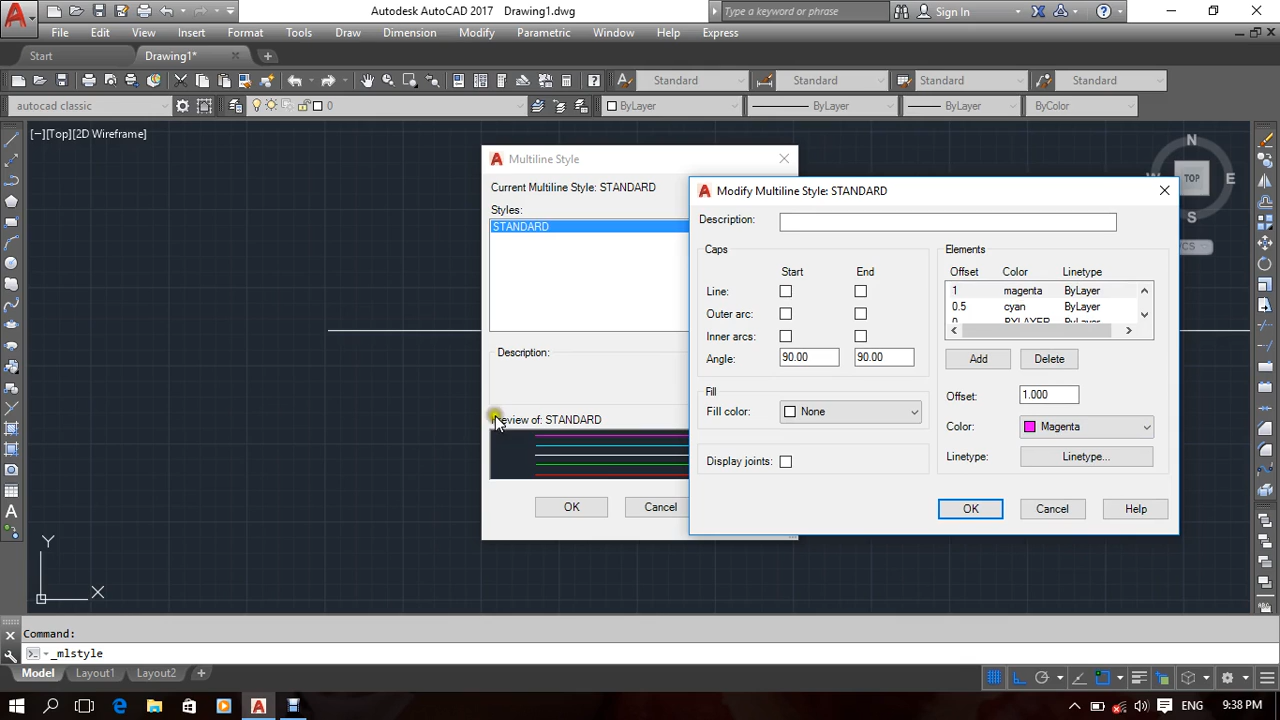 Autodesk AutoCAD 2017 Drawing1.dwg
Type a keyword or phrase
Sign In
File Edit View Insert Format Tools Draw Dimension Modify Parametric Window Help Express
Start
Drawing1*
Standard Standard Standard Standard
autocad classic
0
ByLayer ByLayer ByLayer ByColor
[−][Top][2D Wireframe]
N
TOP
E
S
Multiline Style
Current Multiline Style: STANDARD
Styles:
STANDARD
Description:
Preview of: STANDARD
OK Cancel
Modify Multiline Style: STANDARD
Description:
Caps
Start End
Line:
Outer arc:
Inner arcs:
Angle: 90.00 90.00
Fill
Fill color: None
Display joints:
Elements
Offset Color Linetype
1 magenta ByLayer
0.5 cyan ByLayer
0 BYLAYER ByLayer
Add Delete
Offset: 1.000
Color: Magenta
Linetype: Linetype...
OK Cancel Help
Y
X
Command:
_mlstyle
Model Layout1 Layout2
ENG 9:38 PM